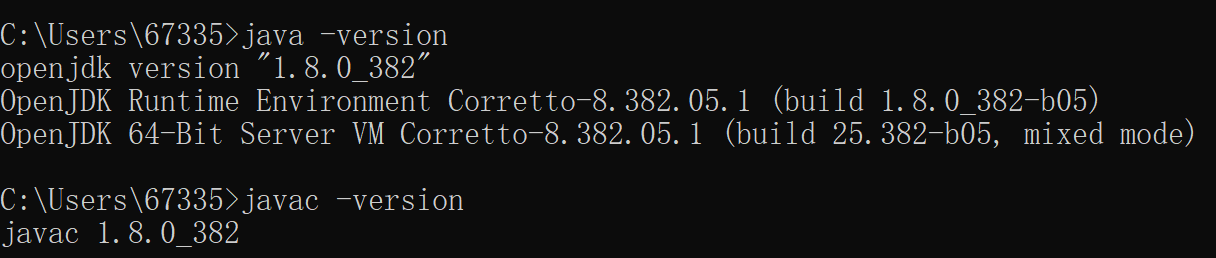 C:\Users\67335>java -version
openjdk version "1.8.0_382"
OpenJDK Runtime Environment Corretto-8.382.05.1 (build 1.8.0_382-b05)
OpenJDK 64-Bit Server VM Corretto-8.382.05.1 (build 25.382-b05, mixed mode)
C:\Users\67335>javac -version
javac 1.8.0_382